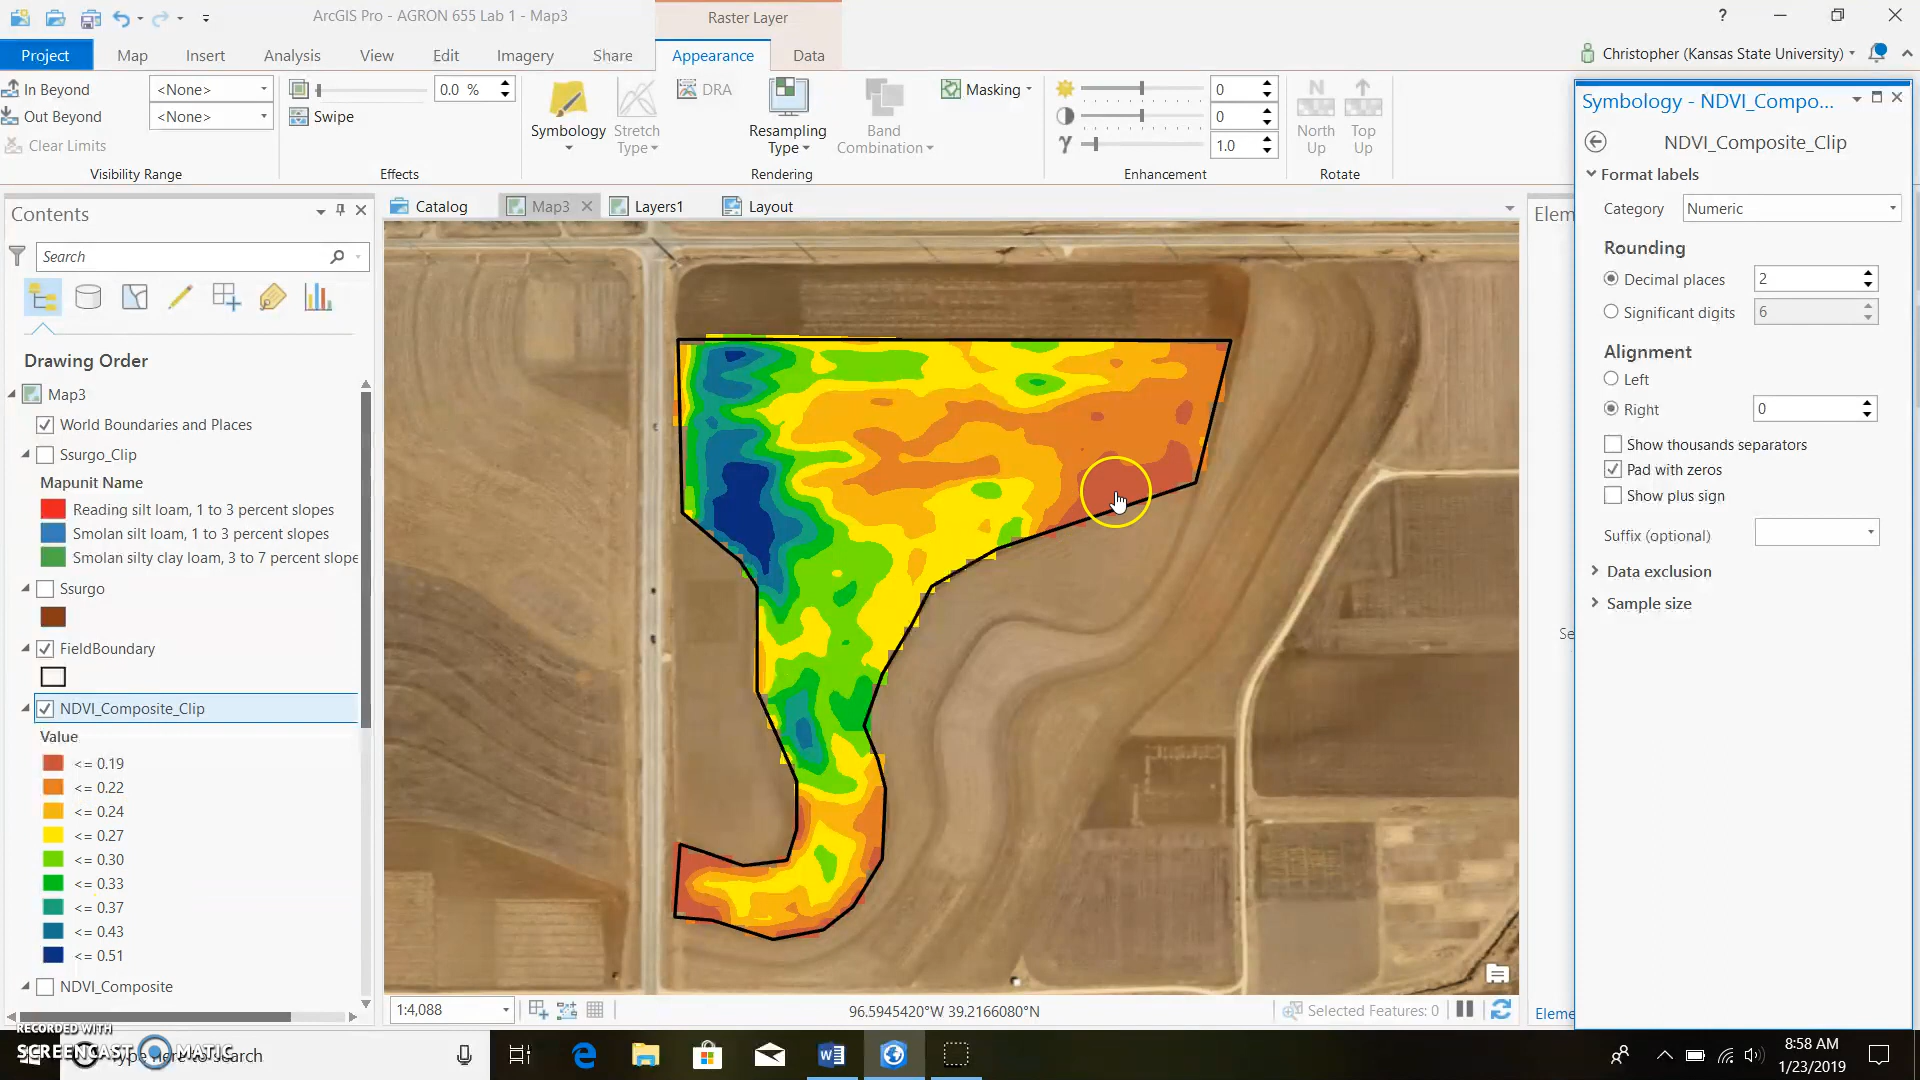 ArcGIS Pro - AGRON 655 Lab 1 - Map3
Raster Layer
?
Project Map Insert Analysis View Edit Imagery Share Appearance Data
Christopher (Kansas State University)
In Beyond <None>
Out Beyond <None>
Clear Limits
Visibility Range
0.0 %
Swipe
Effects
Symbology
Stretch Type
DRA
Resampling Type
Band Combination
Masking
Rendering
0
0
γ 1.0
Enhancement
N
North Up
Top Up
Rotate
Contents
Search
Drawing Order
Map3
World Boundaries and Places
Ssurgo_Clip
Mapunit Name
Reading silt loam, 1 to 3 percent slopes
Smolan silt loam, 1 to 3 percent slopes
Smolan silty clay loam, 3 to 7 percent slope
Ssurgo
FieldBoundary
NDVI_Composite_Clip
Value
<= 0.19
<= 0.22
<= 0.24
<= 0.27
<= 0.30
<= 0.33
<= 0.37
<= 0.43
<= 0.51
NDVI_Composite
Catalog Map3 Layers1 Layout
1:4,088
96.5945420°W 39.2166080°N
Selected Features: 0
Elem
Se
Eleme
Symbology - NDVI_Compo...
NDVI_Composite_Clip
Format labels
Category Numeric
Rounding
Decimal places 2
Significant digits 6
Alignment
Left
Right 0
Show thousands separators
Pad with zeros
Show plus sign
Suffix (optional)
Data exclusion
Sample size
RECORDED WITH
SCREENCAST MATIC
here to search
8:58 AM
1/23/2019